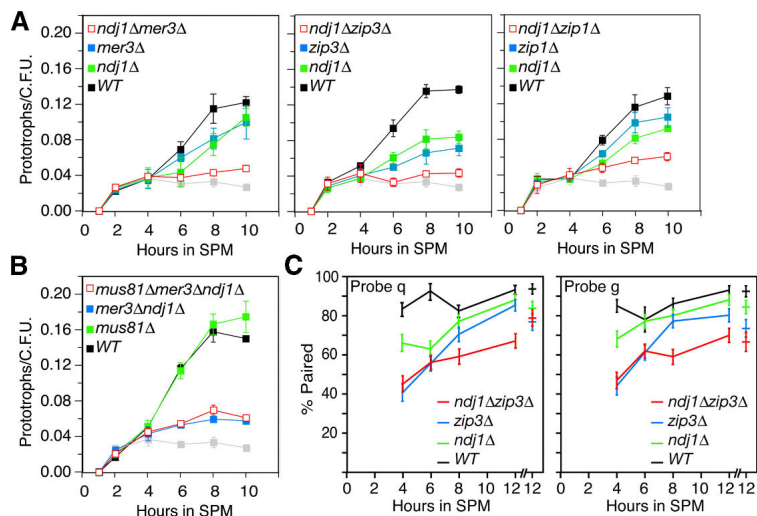 A
ndj1Δmer3Δ
mer3Δ
ndj1Δ
WT
Prototrophs/C.F.U.
0.20
0.16
0.12
0.08
0.04
0.00
0 2 4 6 8 10
Hours in SPM
ndj1Δzip3Δ
zip3Δ
ndj1Δ
WT
0 2 4 6 8 10
Hours in SPM
ndj1Δzip1Δ
zip1Δ
ndj1Δ
WT
0 2 4 6 8 10
Hours in SPM
B
mus81Δmer3Δndj1Δ
mer3Δndj1Δ
mus81Δ
WT
Prototrophs/C.F.U.
0.20
0.16
0.12
0.08
0.04
0.00
0 2 4 6 8 10
Hours in SPM
C
Probe q
% Paired
100
80
60
40
20
ndj1Δzip3Δ
zip3Δ
ndj1Δ
WT
0 2 4 6 8 10 12 12
Hours in SPM
Probe g
ndj1Δzip3Δ
zip3Δ
ndj1Δ
WT
0 2 4 6 8 10 12 12
Hours in SPM